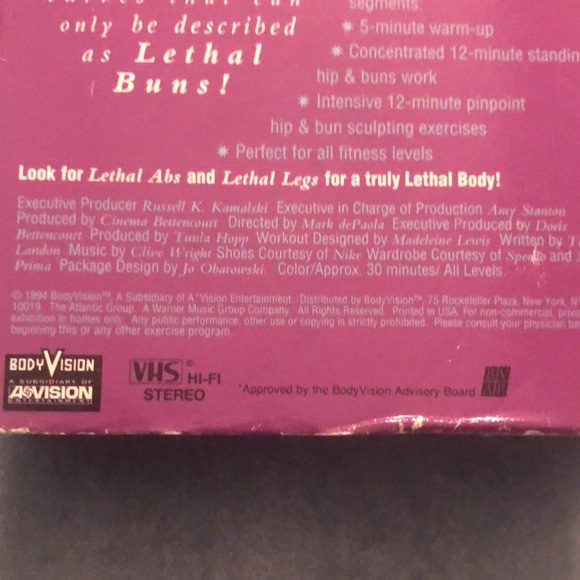 only be described
as Lethal
Buns!
segments:
* 5-minute warm-up
* Concentrated 12-minute standin
hip & buns work
* Intensive 12-minute pinpoint
hip & bun sculpting exercises
* Perfect for all fitness levels
Look for Lethal Abs and Lethal Legs for a truly Lethal Body!
Executive Producer Russell K. Kamalski Executive in Charge of Production Amy Stanton
Produced by Cinema Bettencourt Directed by Mark dePaola Executive Produced by Doris
Bettencourt Produced by Tunla Hopp Workout Designed by Madeleine Lewis Written by T
Landon Music by Clive Wright Shoes Courtesy of Nike Wardrobe Courtesy of Speedo and
Prima Package Design by Jo Obarowski. Color/Approx. 30 minutes/ All Levels.
© 1994 BodyVision™, A Subsidiary of A*Vision Entertainment. Distributed by BodyVision™, 75 Rockefeller Plaza, New York, N
10019. The Atlantic Group. A Warner Music Group Company. All Rights Reserved. Printed in USA. For non-commercial, priva
exhibition in homes only. Any public performance, other use or copying is strictly prohibited. Please consult your physician be
beginning this or any other exercise program.
BODYVISION
A SUBSIDIARY OF
A*VISION
ENTERTAINMENT
VHS HI-FI
STEREO
*Approved by the BodyVision Advisory Board